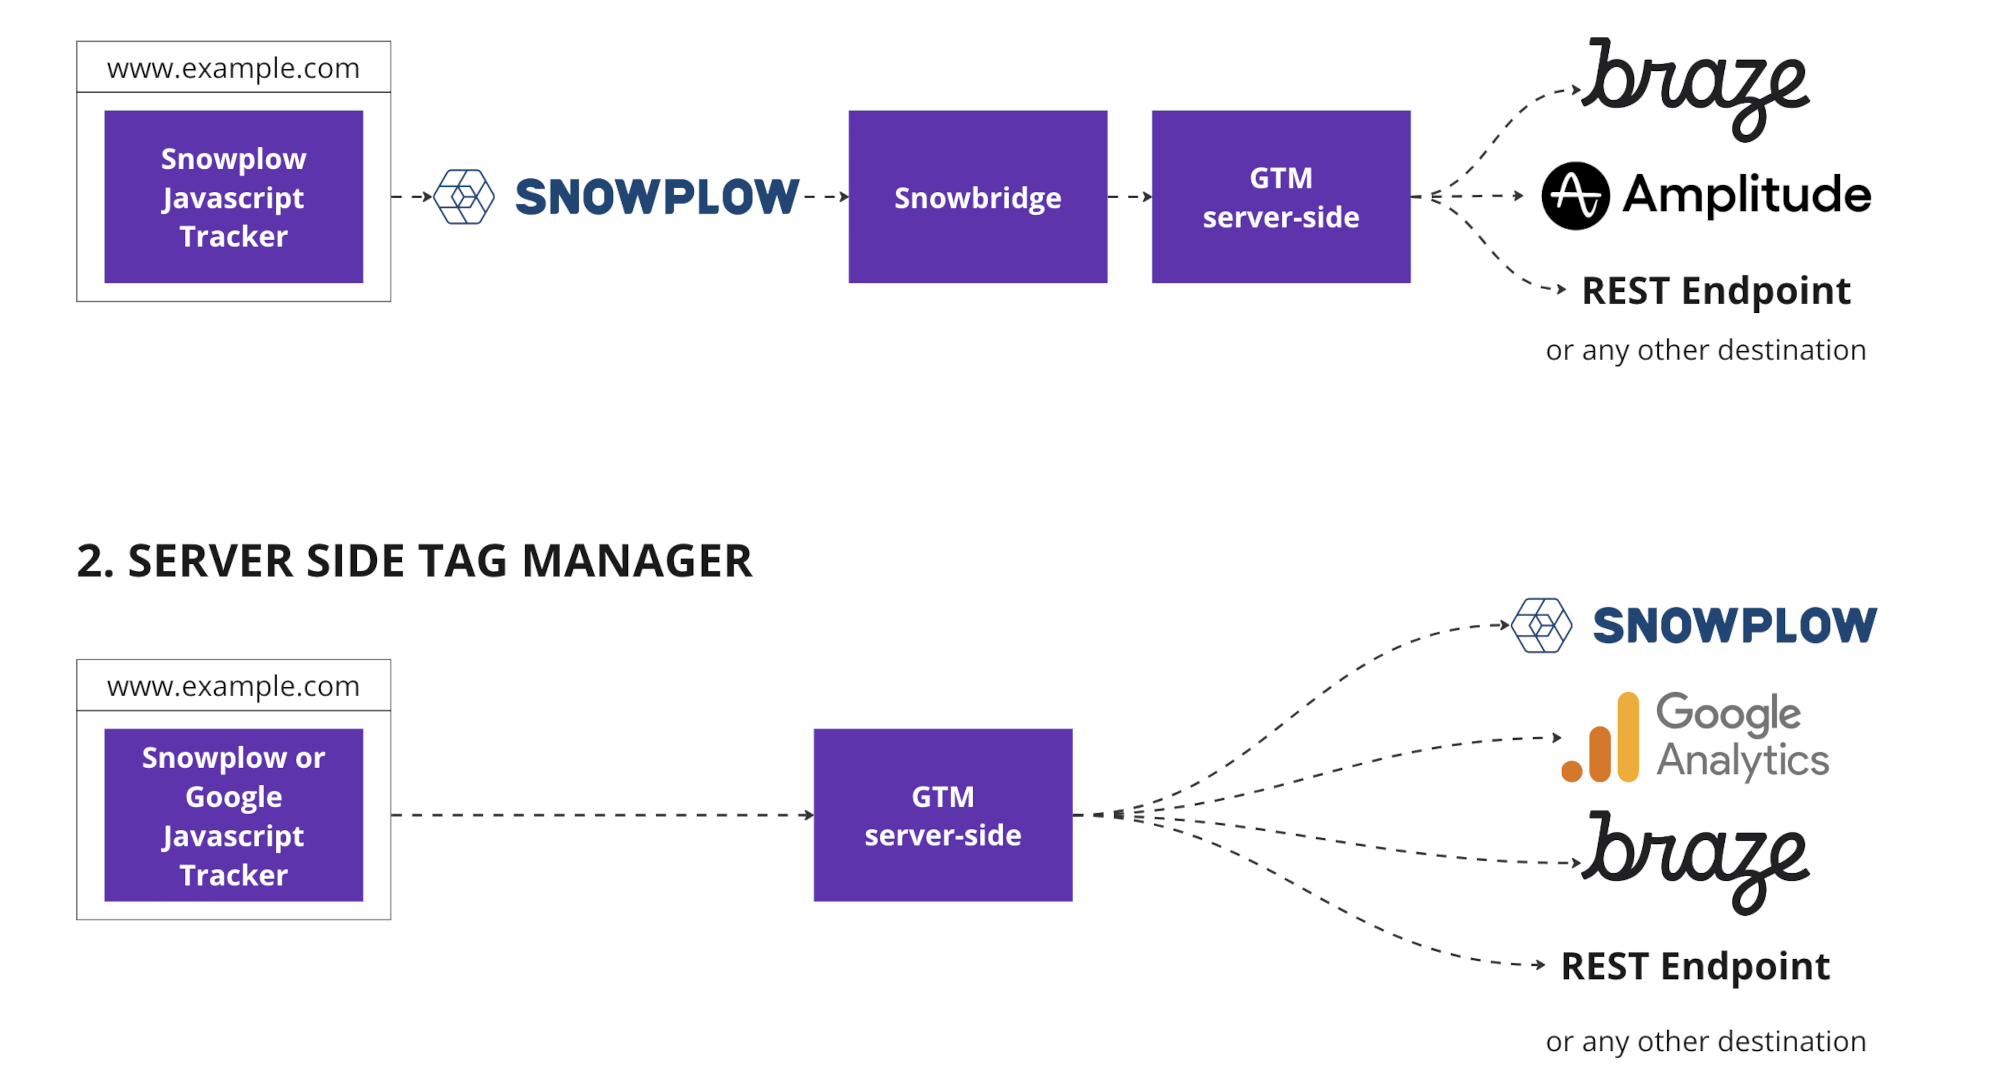 www.example.com
Snowplow
Javascript
Tracker
SNOWPLOW
Snowbridge
GTM
server-side
braze
Amplitude
REST Endpoint
or any other destination
2. SERVER SIDE TAG MANAGER
www.example.com
Snowplow or
Google
Javascript
Tracker
GTM
server-side
SNOWPLOW
Google
Analytics
braze
REST Endpoint
or any other destination